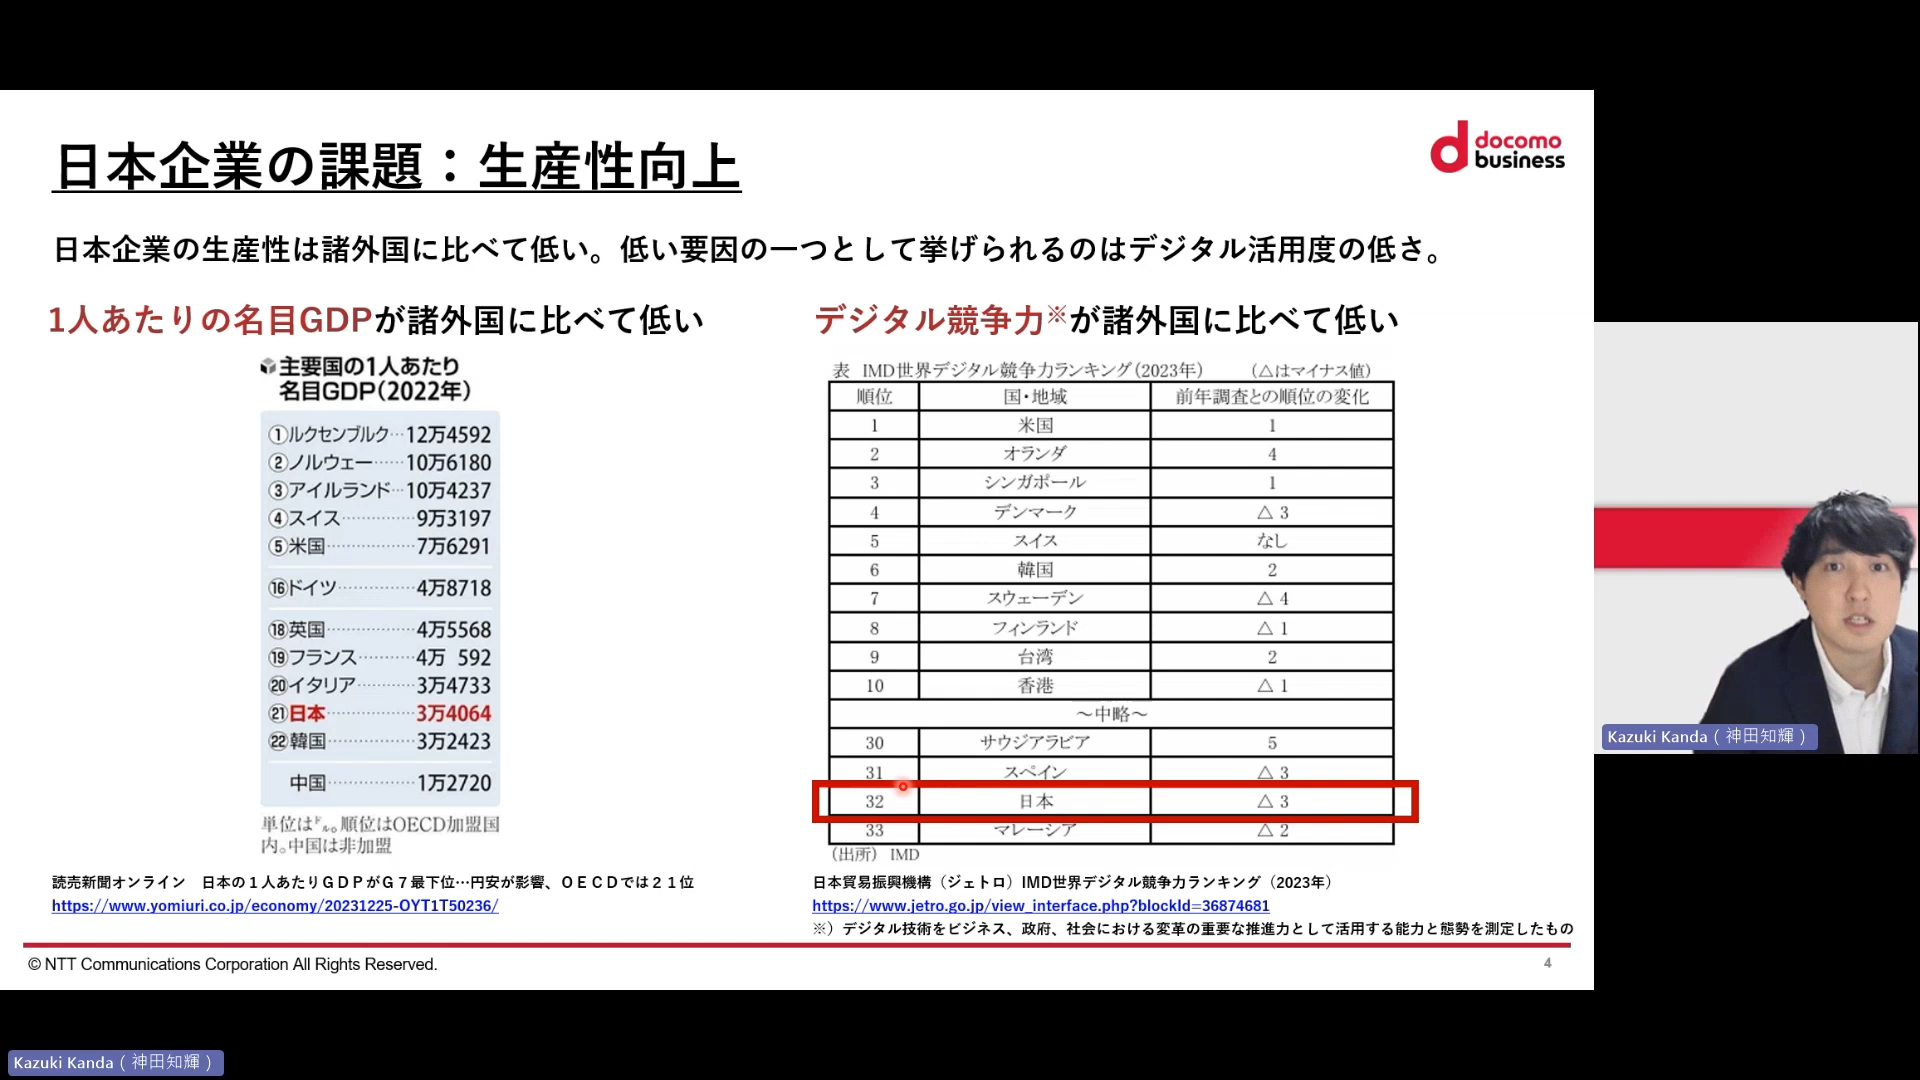 日本企業の課題：生産性向上
docomo
business
日本企業の生産性は諸外国に比べて低い。低い要因の一つとして挙げられるのはデジタル活用度の低さ。
1人あたりの名目GDPが諸外国に比べて低い
主要国の1人あたり
名目GDP(2022年)
①ルクセンブルク…12万4592
②ノルウェー……10万6180
③アイルランド…10万4237
④スイス…………9万3197
⑤米国……………7万6291
⑯ドイツ…………4万8718
⑱英国……………4万5568
⑲フランス………4万 592
⑳イタリア………3万4733
㉑日本……………3万4064
㉒韓国……………3万2423
中国……………1万2720
単位はドル。順位はOECD加盟国
内。中国は非加盟
読売新聞オンライン　日本の１人あたりＧＤＰがＧ７最下位…円安が影響、ＯＥＣＤでは２１位
https://www.yomiuri.co.jp/economy/20231225-OYT1T50236/
デジタル競争力※が諸外国に比べて低い
表 IMD世界デジタル競争力ランキング(2023年) (△はマイナス値)
順位 国・地域 前年調査との順位の変化
1 米国 1
2 オランダ 4
3 シンガポール 1
4 デンマーク △ 3
5 スイス なし
6 韓国 2
7 スウェーデン △ 4
8 フィンランド △ 1
9 台湾 2
10 香港 △ 1
～中略～
30 サウジアラビア 5
31 スペイン △ 3
32 日本 △ 3
33 マレーシア △ 2
(出所) IMD
日本貿易振興機構（ジェトロ）IMD世界デジタル競争力ランキング（2023年）
https://www.jetro.go.jp/view_interface.php?blockId=36874681
※）デジタル技術をビジネス、政府、社会における変革の重要な推進力として活用する能力と態勢を測定したもの
© NTT Communications Corporation All Rights Reserved.
4
Kazuki Kanda ( 神田知輝 )
Kazuki Kanda ( 神田知輝 )